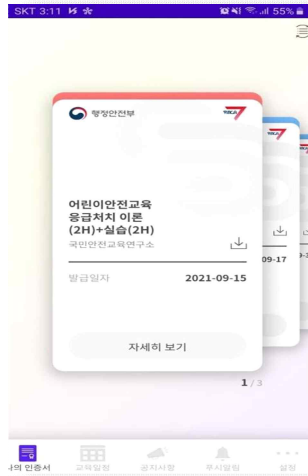 SKT 3:11
55%
행정안전부
어린이안전교육
응급처치 이론
(2H)+실습(2H)
국민안전교육연구소
09-17
발급일자 2021-09-15
자세히 보기
1 / 3
나의 인증서 교육일정 공지사항 푸시알림 설정